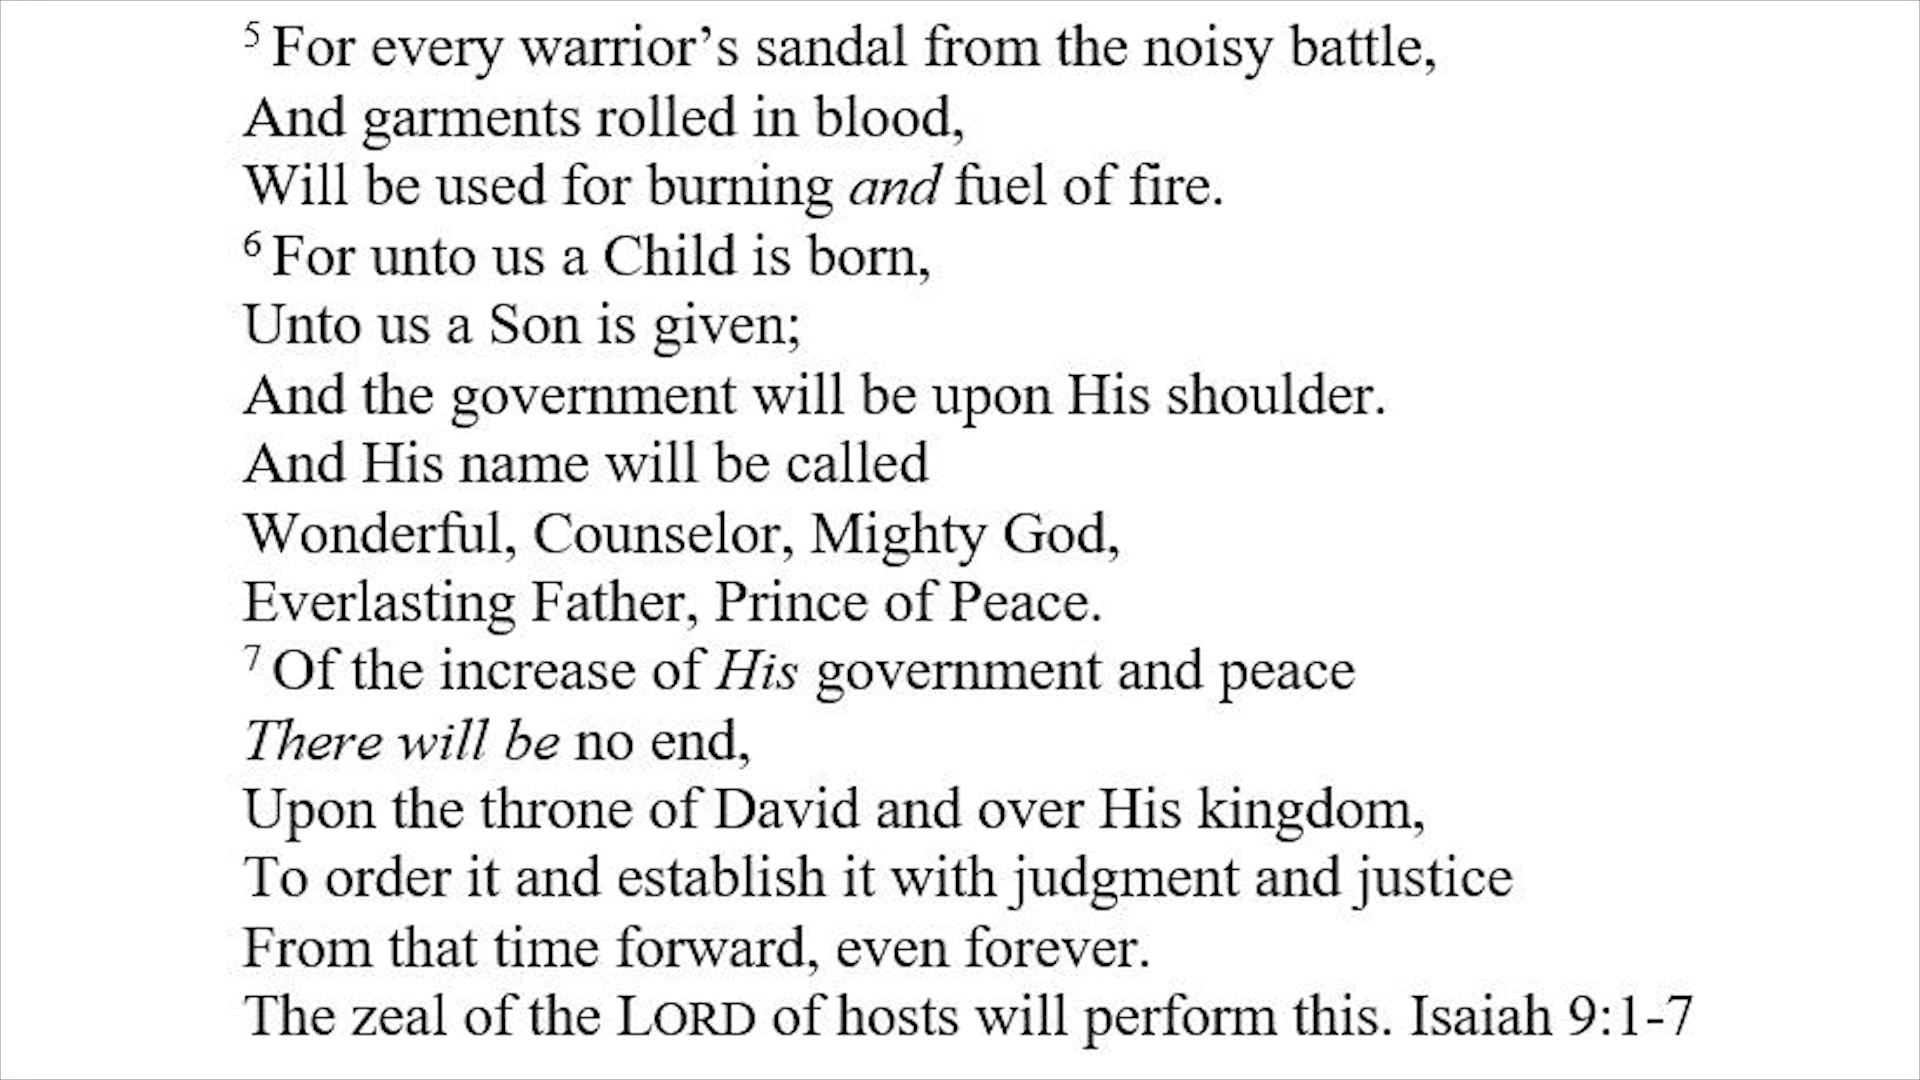 5 For every warrior’s sandal from the noisy battle,
And garments rolled in blood,
Will be used for burning and fuel of fire.
6 For unto us a Child is born,
Unto us a Son is given;
And the government will be upon His shoulder.
And His name will be called
Wonderful, Counselor, Mighty God,
Everlasting Father, Prince of Peace.
7 Of the increase of His government and peace
There will be no end,
Upon the throne of David and over His kingdom,
To order it and establish it with judgment and justice
From that time forward, even forever.
The zeal of the LORD of hosts will perform this. Isaiah 9:1-7